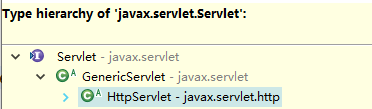 Type hierarchy of 'javax.servlet.Servlet':
Servlet - javax.servlet
GenericServlet - javax.servlet
HttpServlet - javax.servlet.http